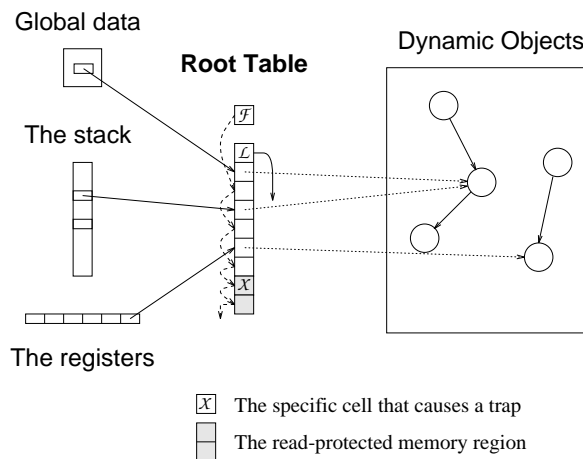 Global data
Dynamic Objects
Root Table
ℱ
The stack
ℒ
𝒳
The registers
𝒳 The specific cell that causes a trap
The read-protected memory region